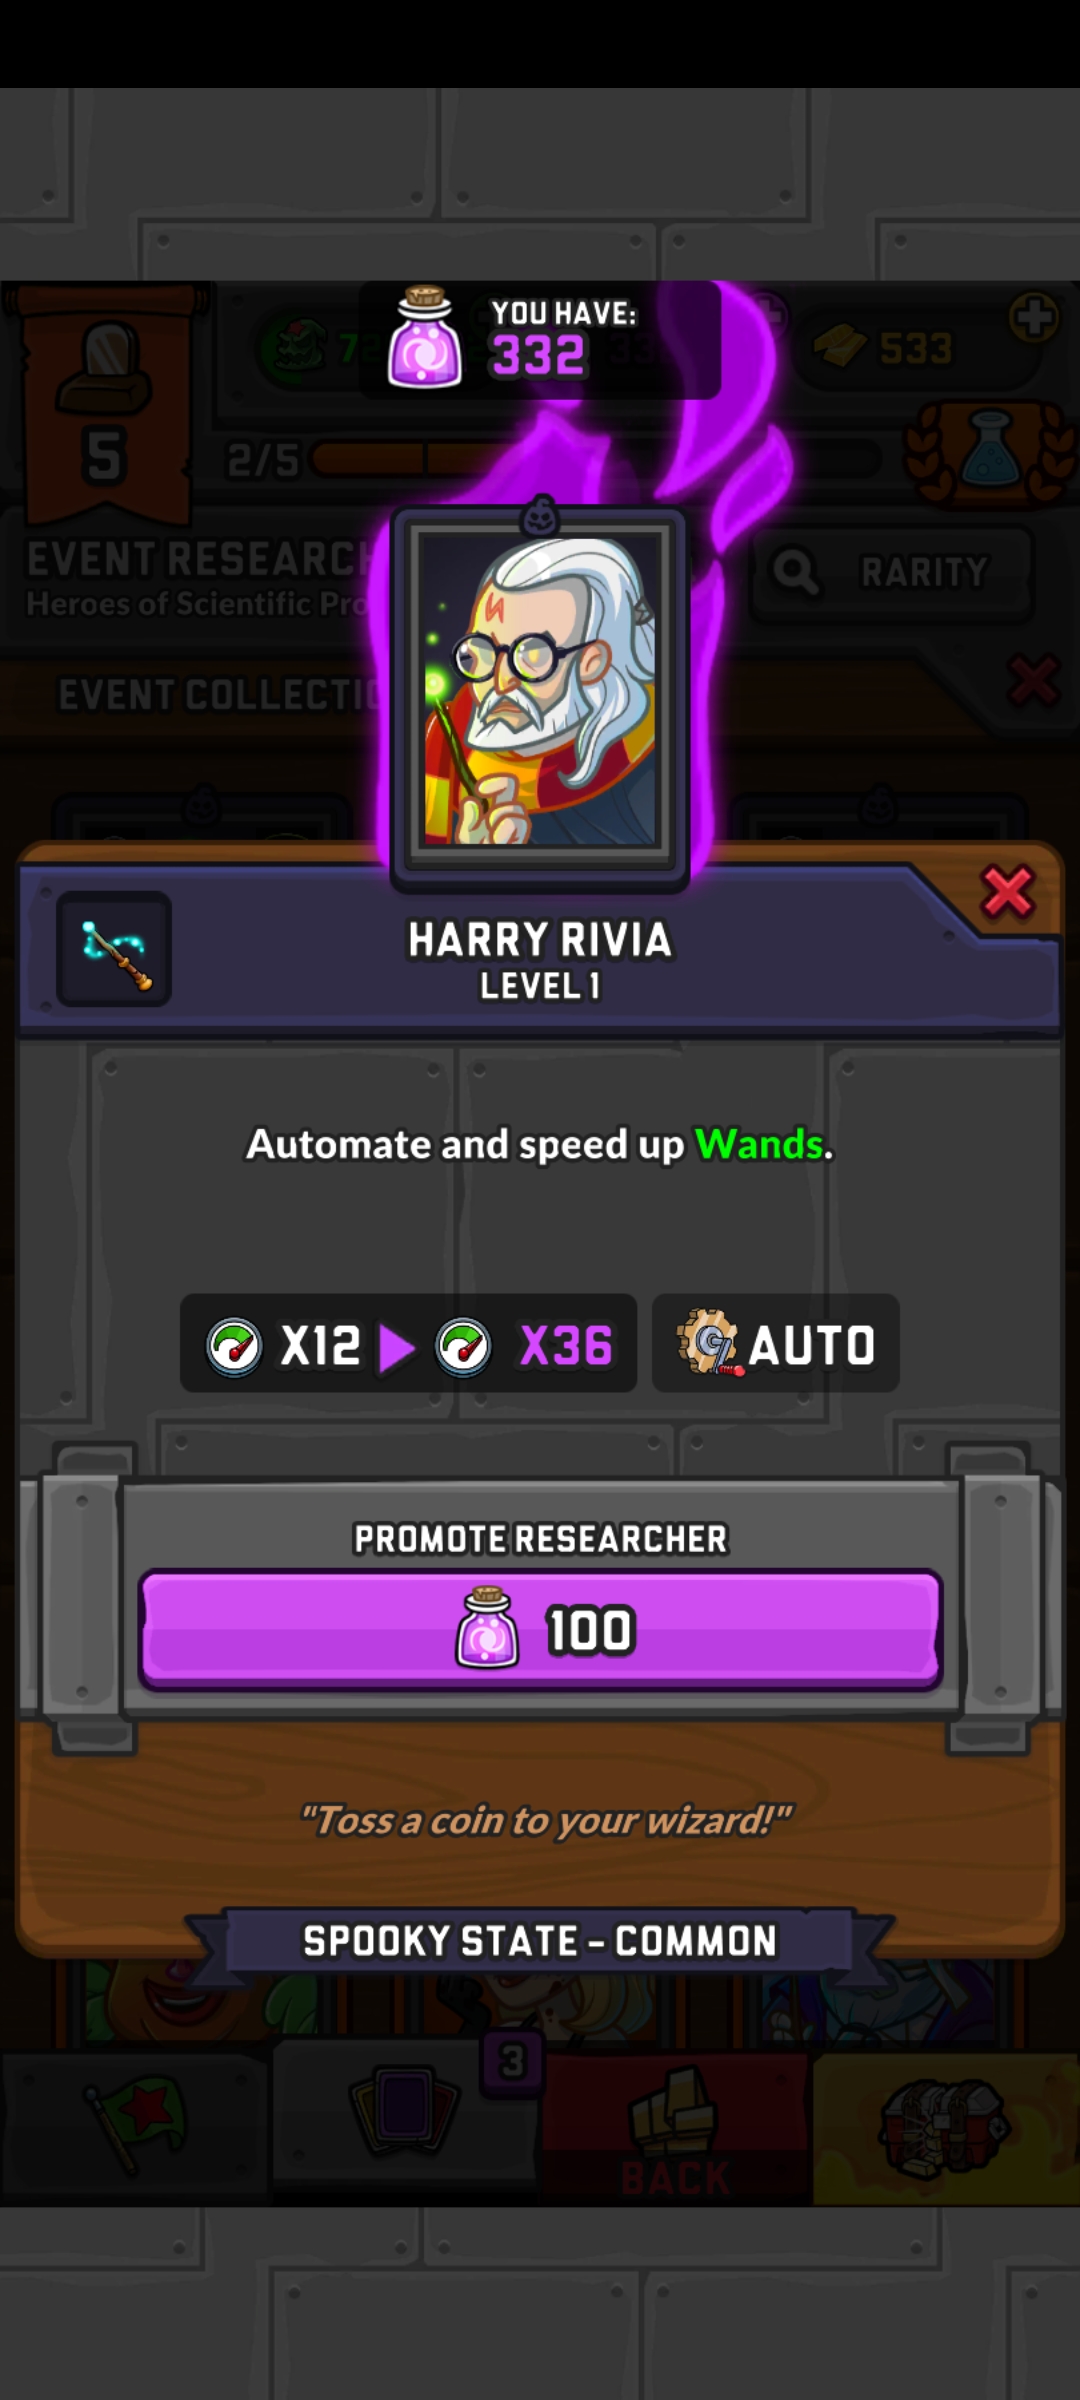 YOU HAVE:
332
533
5
2/5
EVENT RESEARCH
Heroes of Scientific Pro
RARITY
EVENT COLLECTIO
HARRY RIVIA
LEVEL 1
Automate and speed up Wands.
X12
X36
AUTO
PROMOTE RESEARCHER
100
"Toss a coin to your wizard!"
SPOOKY STATE - COMMON
3
BACK